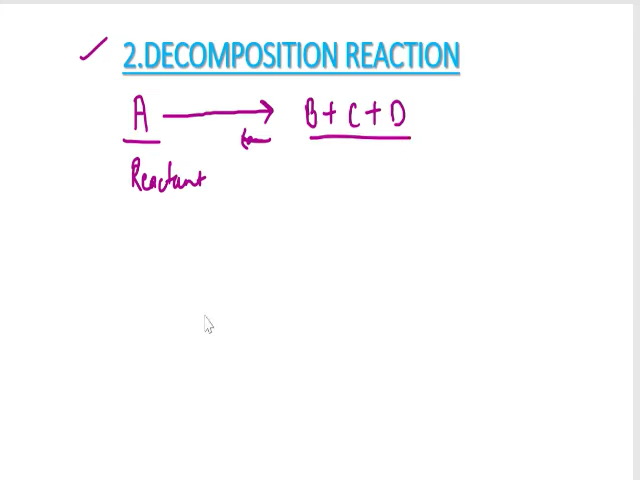 2.DECOMPOSITION REACTION
A → B + C + D
Reactant